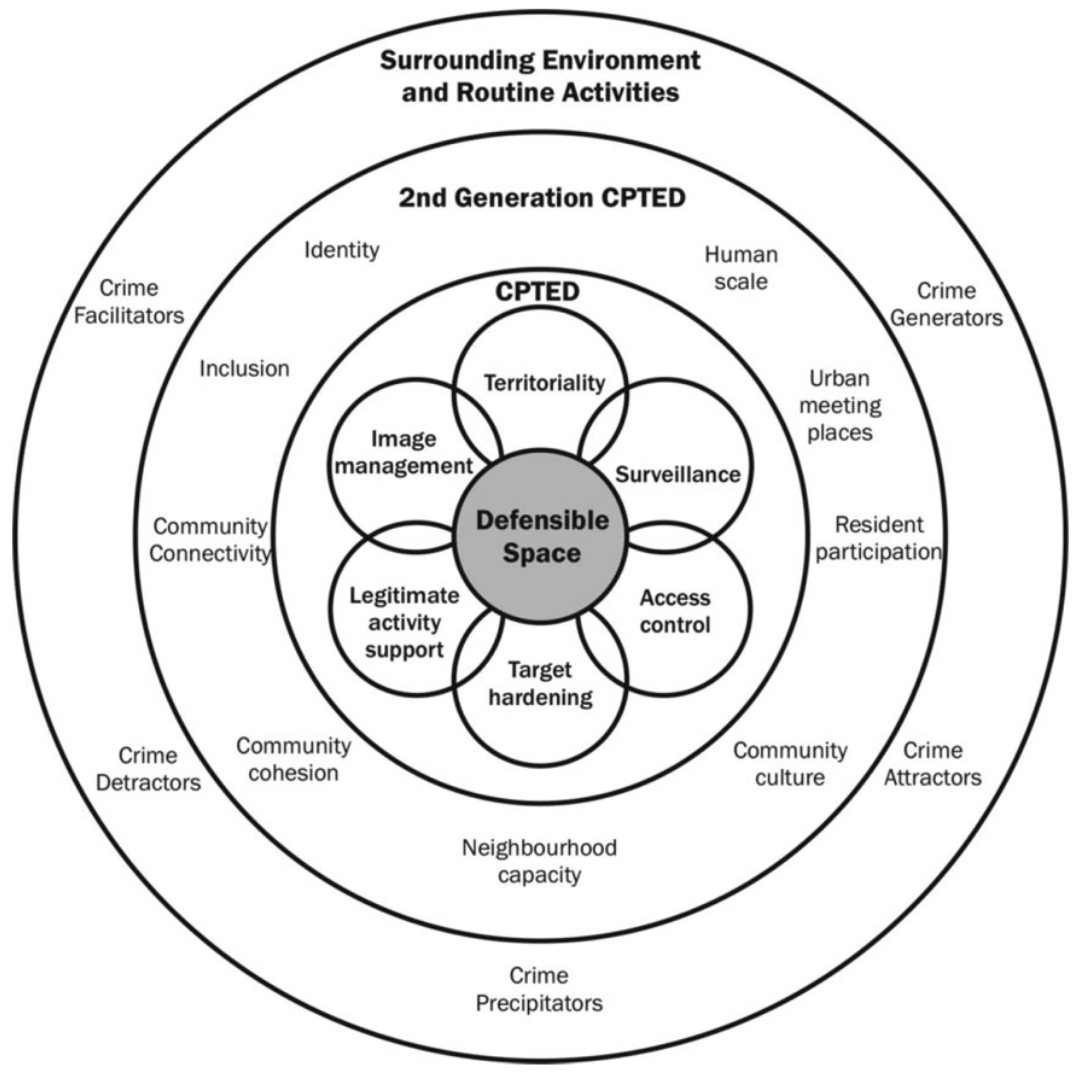 Surrounding Environment
and Routine Activities
2nd Generation CPTED
Identity
Human
scale
Crime
Facilitators
CPTED
Crime
Generators
Inclusion
Territoriality
Urban
meeting
places
Image
management
Surveillance
Community
Connectivity
Defensible
Space
Resident
participation
Legitimate
activity
support
Access
control
Target
hardening
Crime
Detractors
Community
cohesion
Community
culture
Crime
Attractors
Neighbourhood
capacity
Crime
Precipitators